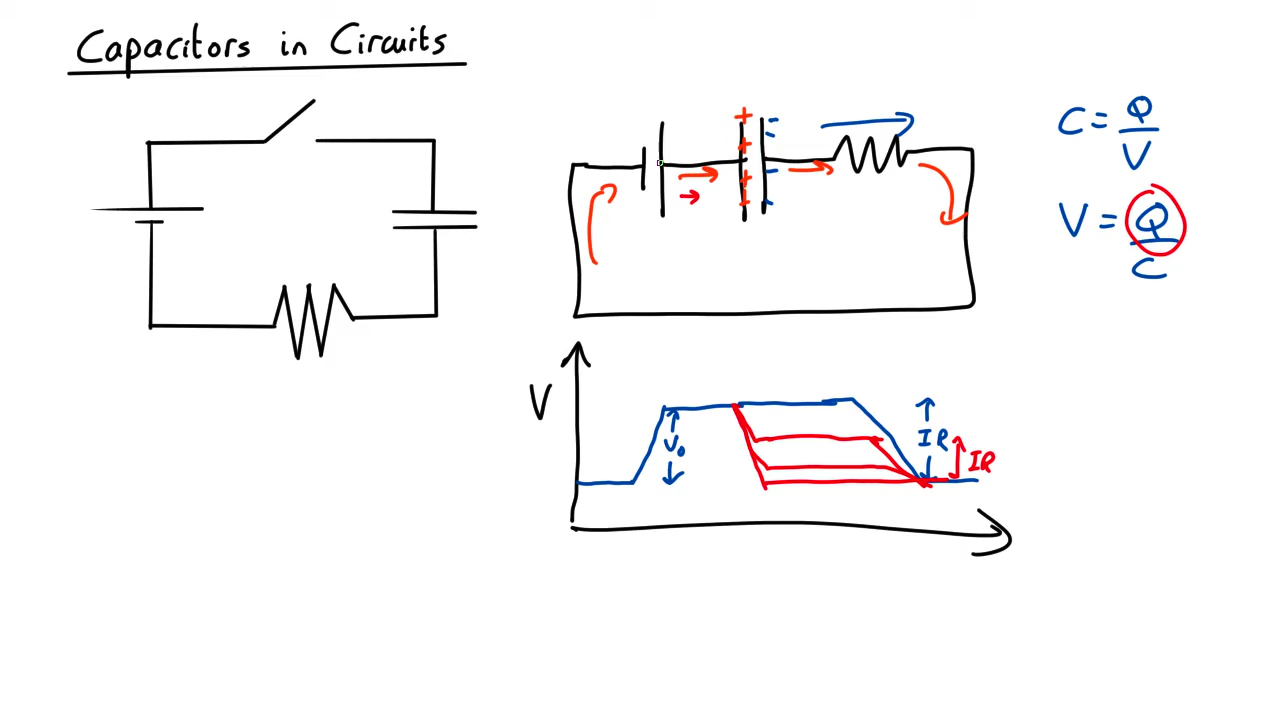 Capacitors in Circuits
+
+
+
+
-
-
-
-
C = Q/V
V = Q/C
V
V₀
IR
IR